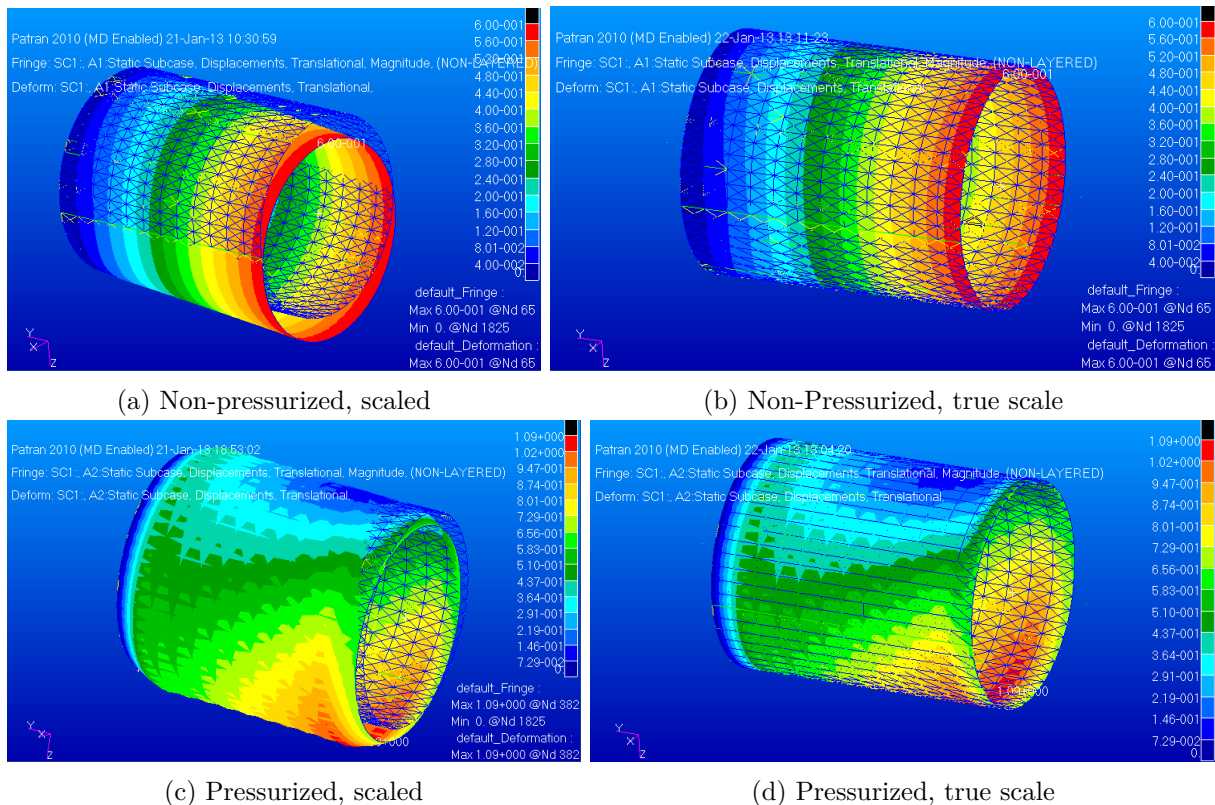 Patran 2010 (MD Enabled) 21-Jan-13 10:30:59
Fringe: SC1:, A1:Static Subcase, Displacements, Translational, Magnitude, (NON-LAYERED)
Deform: SC1:, A1:Static Subcase, Displacements, Translational,
6.00-001
6.00-001
5.60-001
5.20-001
4.80-001
4.40-001
4.00-001
3.60-001
3.20-001
2.80-001
2.40-001
2.00-001
1.60-001
1.20-001
8.01-002
4.00-002
0
default_Fringe :
Max 6.00-001 @Nd 65
Min 0. @Nd 1825
default_Deformation :
Max 6.00-001 @Nd 65
Y
X
Z
(a) Non-pressurized, scaled
Patran 2010 (MD Enabled) 22-Jan-13 13:11:23
Fringe: SC1:, A1:Static Subcase, Displacements, Translational, Magnitude, (NON-LAYERED)
Deform: SC1:, A1:Static Subcase, Displacements, Translational,
6.00-001
6.00-001
5.60-001
5.20-001
4.80-001
4.40-001
4.00-001
3.60-001
3.20-001
2.80-001
2.40-001
2.00-001
1.60-001
1.20-001
8.01-002
4.00-002
0
default_Fringe :
Max 6.00-001 @Nd 65
Min 0. @Nd 1825
default_Deformation :
Max 6.00-001 @Nd 65
Y
X
Z
(b) Non-Pressurized, true scale
Patran 2010 (MD Enabled) 21-Jan-13 18:53:02
Fringe: SC1:, A2:Static Subcase, Displacements, Translational, Magnitude, (NON-LAYERED)
Deform: SC1:, A2:Static Subcase, Displacements, Translational,
1.09+000
1.02+000
9.47-001
8.74-001
8.01-001
7.29-001
6.56-001
5.83-001
5.10-001
4.37-001
3.64-001
2.91-001
2.19-001
1.46-001
7.29-002
0
default_Fringe :
Max 1.09+000 @Nd 382
Min 0. @Nd 1825
default_Deformation :
Max 1.09+000 @Nd 382
Y
X
Z
(c) Pressurized, scaled
Patran 2010 (MD Enabled) 22-Jan-13 13:04:20
Fringe: SC1:, A2:Static Subcase, Displacements, Translational, Magnitude, (NON-LAYERED)
Deform: SC1:, A2:Static Subcase, Displacements, Translational,
1.09+000
1.09+000
1.02+000
9.47-001
8.74-001
8.01-001
7.29-001
6.56-001
5.83-001
5.10-001
4.37-001
3.64-001
2.91-001
2.19-001
1.46-001
7.29-002
0
Y
X
Z
(d) Pressurized, true scale